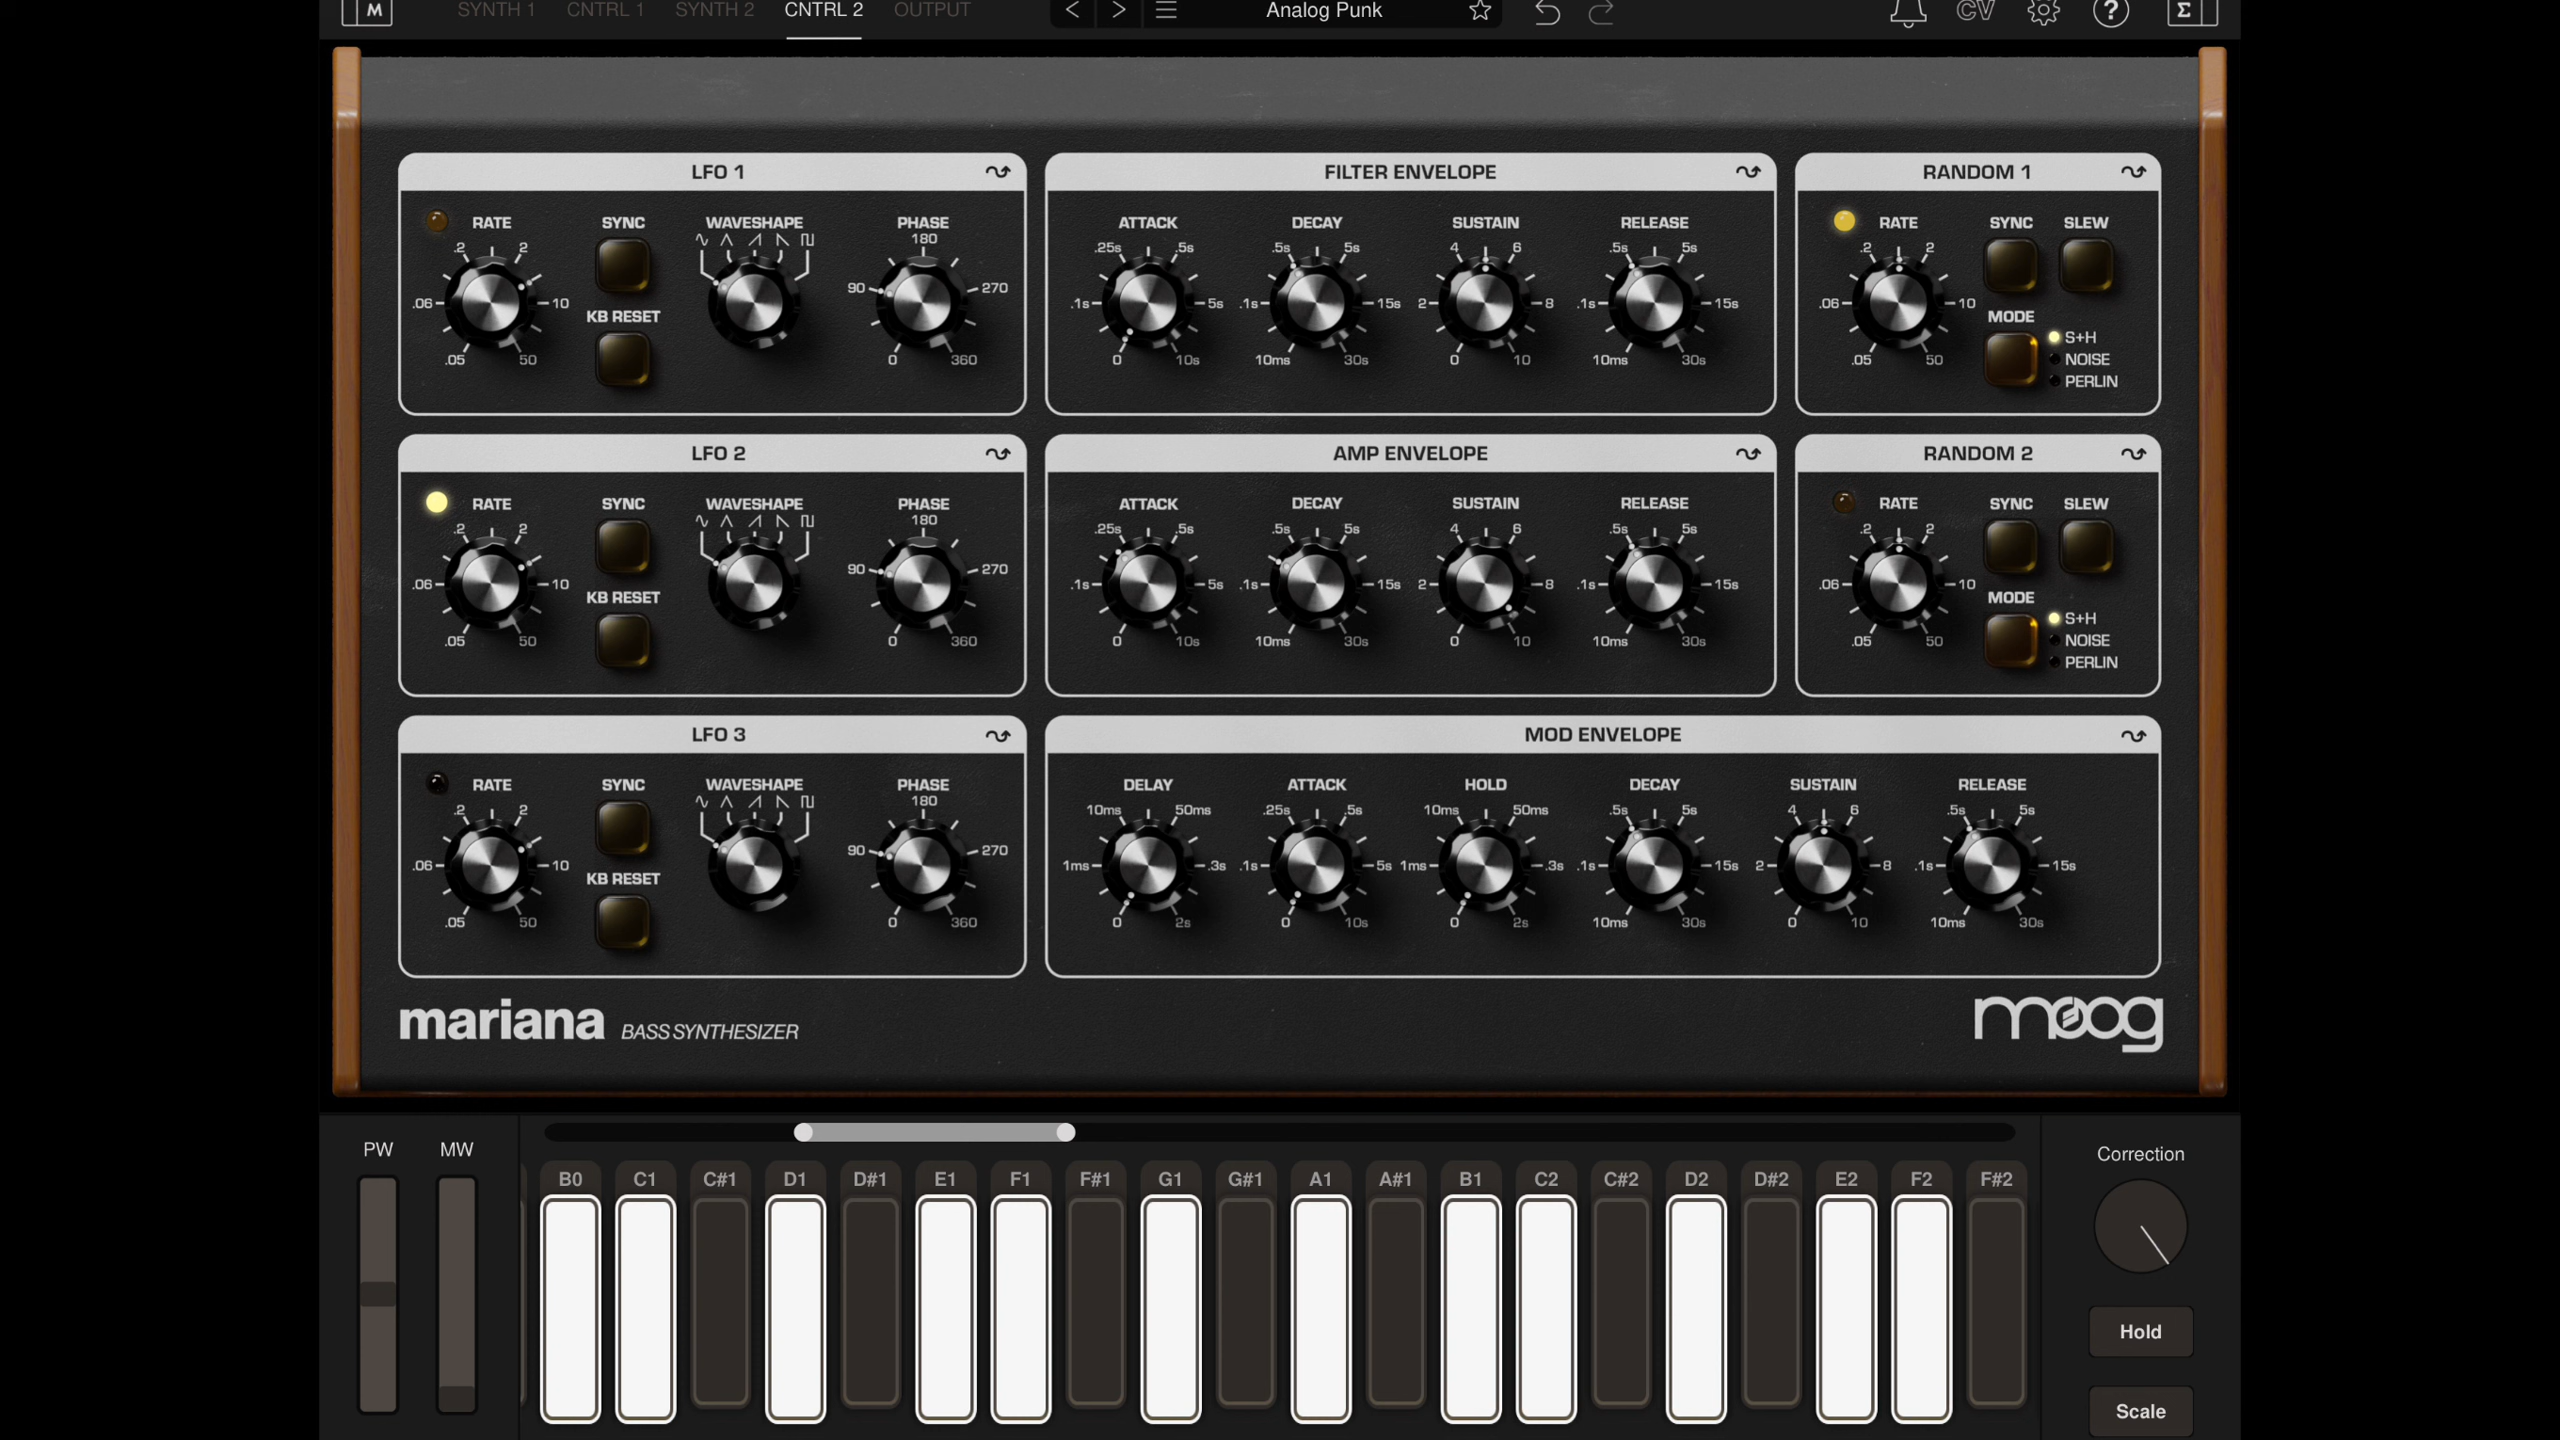 M SYNTH 1 CNTRL 1 SYNTH 2 CNTRL 2 OUTPUT Analog Punk CV ? Σ
LFO 1
RATE SYNC WAVESHAPE PHASE
.2 2 180
90 270
.06 10
KB RESET
.05 50 0 360
FILTER ENVELOPE
ATTACK DECAY SUSTAIN RELEASE
.25s .5s .5s 5s 4 6 .5s 5s
.1s 5s .1s 15s 2 8 .1s 15s
0 10s 10ms 30s 0 10 10ms 30s
RANDOM 1
RATE SYNC SLEW
.2 2
.06 10
MODE
S+H
.05 50 NOISE
PERLIN
LFO 2
RATE SYNC WAVESHAPE PHASE
.2 2 180
90 270
.06 10
KB RESET
.05 50 0 360
AMP ENVELOPE
ATTACK DECAY SUSTAIN RELEASE
.25s .5s .5s 5s 4 6 .5s 5s
.1s 5s .1s 15s 2 8 .1s 15s
0 10s 10ms 30s 0 10 10ms 30s
RANDOM 2
RATE SYNC SLEW
.2 2
.06 10
MODE
S+H
.05 50 NOISE
PERLIN
LFO 3
RATE SYNC WAVESHAPE PHASE
.2 2 180
90 270
.06 10
KB RESET
.05 50 0 360
MOD ENVELOPE
DELAY ATTACK HOLD DECAY SUSTAIN RELEASE
10ms 50ms .25s .5s 10ms 50ms .5s 5s 4 6 .5s 5s
1ms .3s .1s 5s 1ms .3s .1s 15s 2 8 .1s 15s
0 2s 0 10s 0 2s 10ms 30s 0 10 10ms 30s
mariana BASS SYNTHESIZER moog
PW MW Correction
B0 C1 C#1 D1 D#1 E1 F1 F#1 G1 G#1 A1 A#1 B1 C2 C#2 D2 D#2 E2 F2 F#2
Hold
Scale